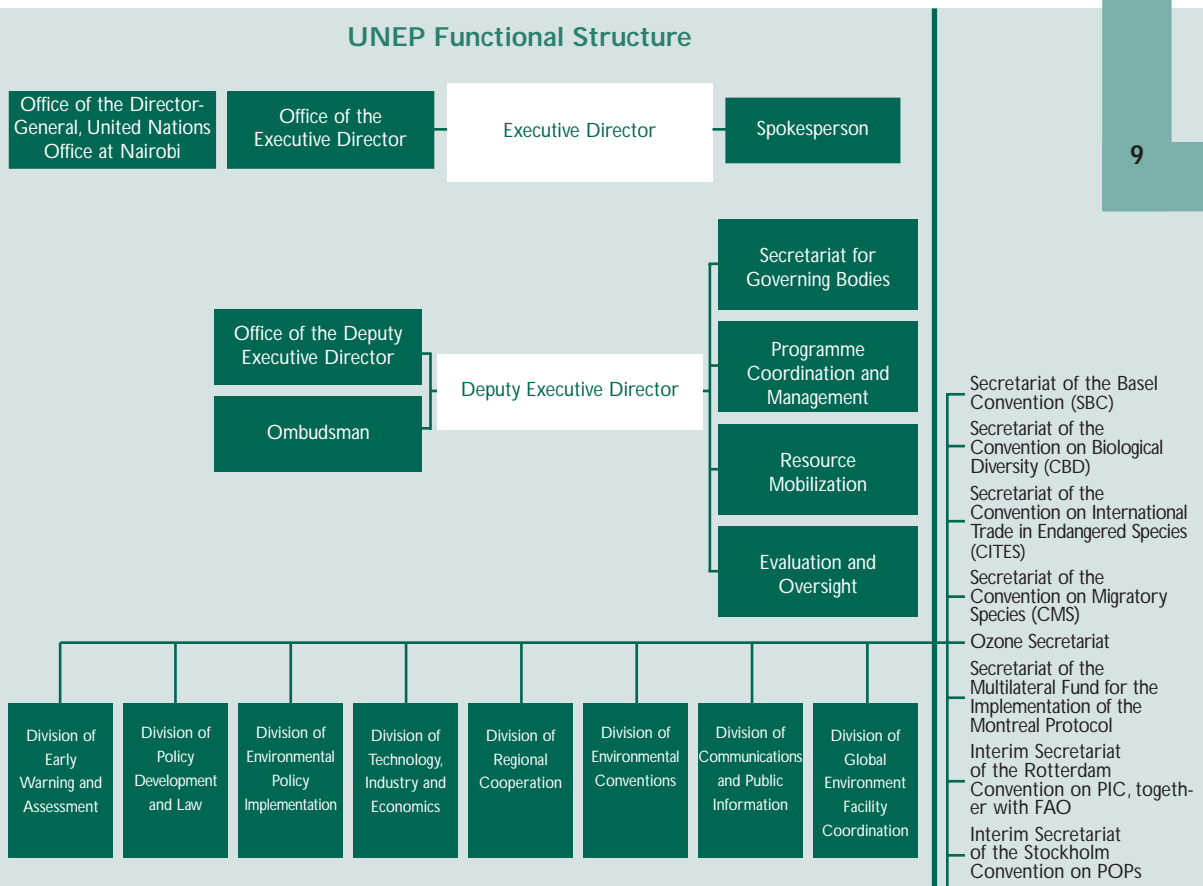 UNEP Functional Structure
9
Office of the Director-
General, United Nations
Office at Nairobi
Office of the
Executive Director
Executive Director
Spokesperson
Secretariat for
Governing Bodies
Office of the Deputy
Executive Director
Ombudsman
Deputy Executive Director
Programme
Coordination and
Management
Resource
Mobilization
Evaluation and
Oversight
Division of
Early
Warning and
Assessment
Division of
Policy
Development
and Law
Division of
Environmental
Policy
Implementation
Division of
Technology,
Industry and
Economics
Division of
Regional
Cooperation
Division of
Environmental
Conventions
Division of
Communications
and Public
Information
Division of
Global
Environment
Facility
Coordination
Secretariat of the Basel
Convention (SBC)
Secretariat of the
Convention on Biological
Diversity (CBD)
Secretariat of the
Convention on International
Trade in Endangered Species
(CITES)
Secretariat of the
Convention on Migratory
Species (CMS)
Ozone Secretariat
Secretariat of the
Multilateral Fund for the
Implementation of the
Montreal Protocol
Interim Secretariat
of the Rotterdam
Convention on PIC, togeth-
er with FAO
Interim Secretariat
of the Stockholm
Convention on POPs